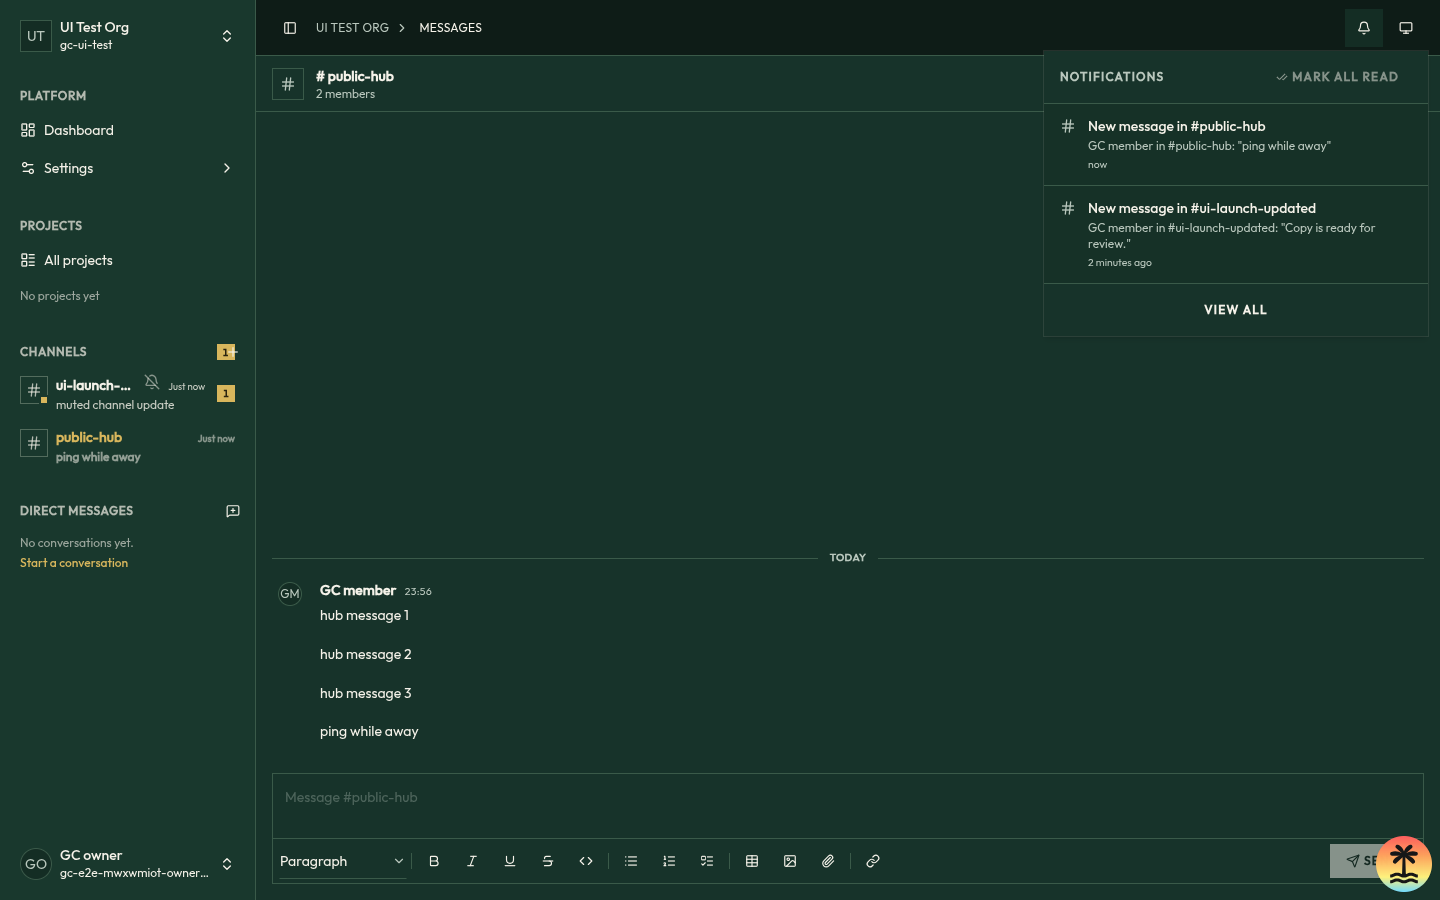 UT
UI Test Org
gc-ui-test
PLATFORM
Dashboard
Settings
PROJECTS
All projects
No projects yet
CHANNELS
1+
ui-launch-...
Just now
muted channel update
1
public-hub
Just now
ping while away
DIRECT MESSAGES
No conversations yet.
Start a conversation
GO
GC owner
gc-e2e-mwxwmiot-owner...
UI TEST ORG > MESSAGES
# public-hub
2 members
NOTIFICATIONS
MARK ALL READ
New message in #public-hub
GC member in #public-hub: "ping while away"
now
New message in #ui-launch-updated
GC member in #ui-launch-updated: "Copy is ready for
review."
2 minutes ago
VIEW ALL
TODAY
GM
GC member 23:56
hub message 1
hub message 2
hub message 3
ping while away
Message #public-hub
Paragraph